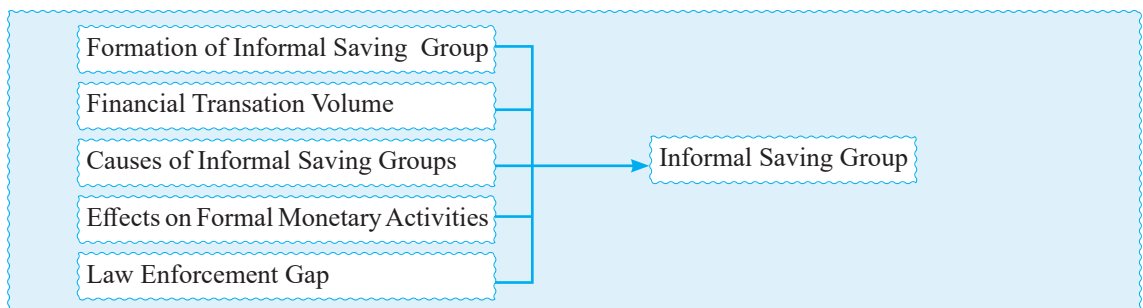 Formation of Informal Saving Group
Financial Transation Volume
Causes of Informal Saving Groups
Informal Saving Group
Effects on Formal Monetary Activities
Law Enforcement Gap